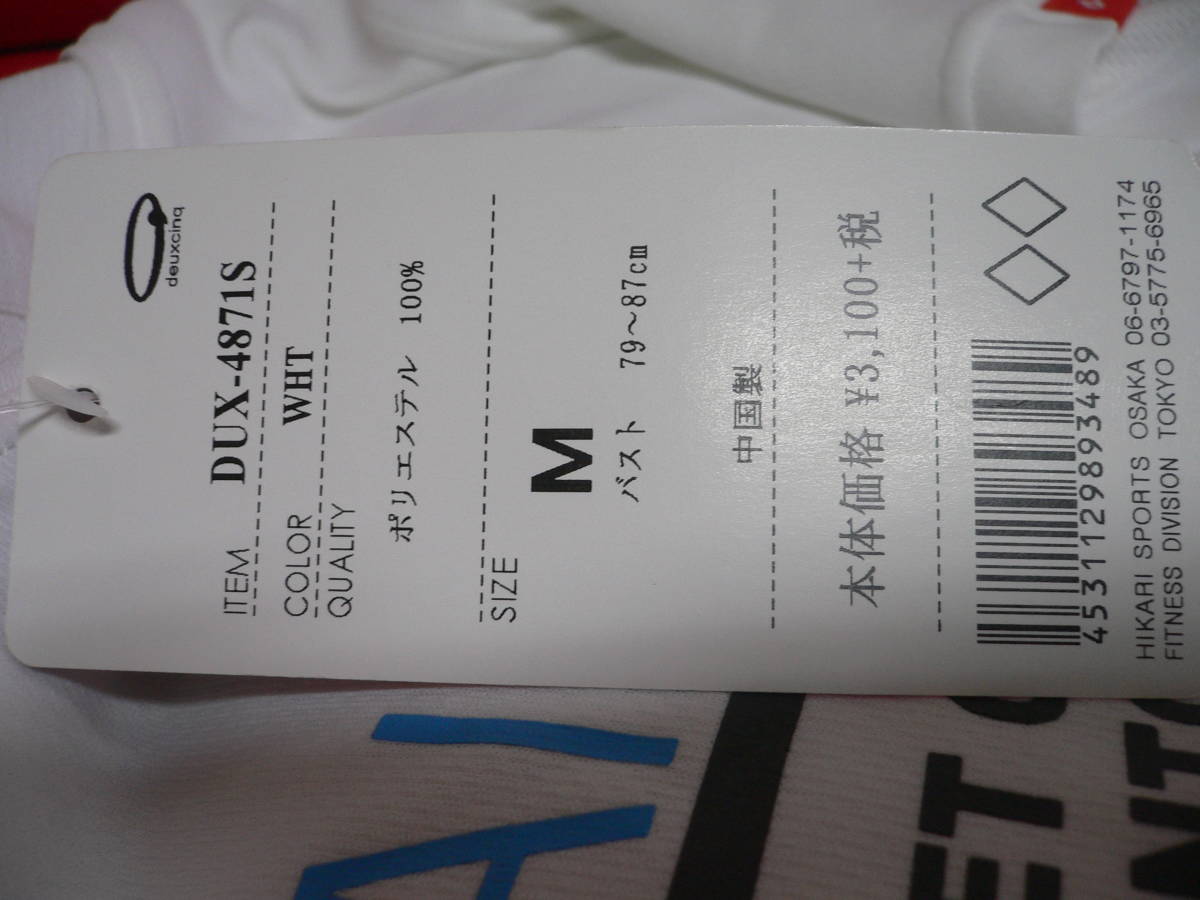 deuxcinq
ITEM DUX-4871S
COLOR WHT
QUALITY
ポリエステル 100%
SIZE
M
バスト 79～87cm
中国製
本体価格 ¥3,100+税
4531129893489
HIKARI SPORTS OSAKA 06-6797-1174
FITNESS DIVISION TOKYO 03-5775-6965